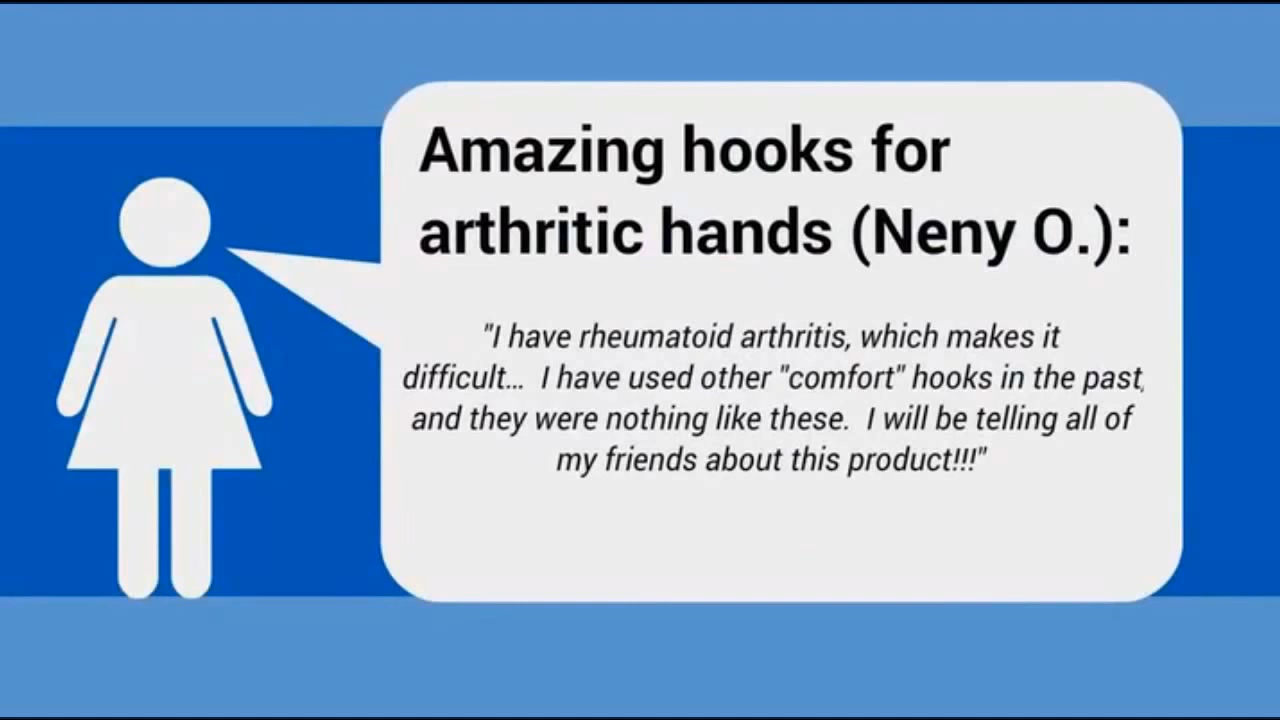 Amazing hooks for
arthritic hands (Neny O.):
"I have rheumatoid arthritis, which makes it
difficult...  I have used other "comfort" hooks in the past,
and they were nothing like these.  I will be telling all of
my friends about this product!!!"